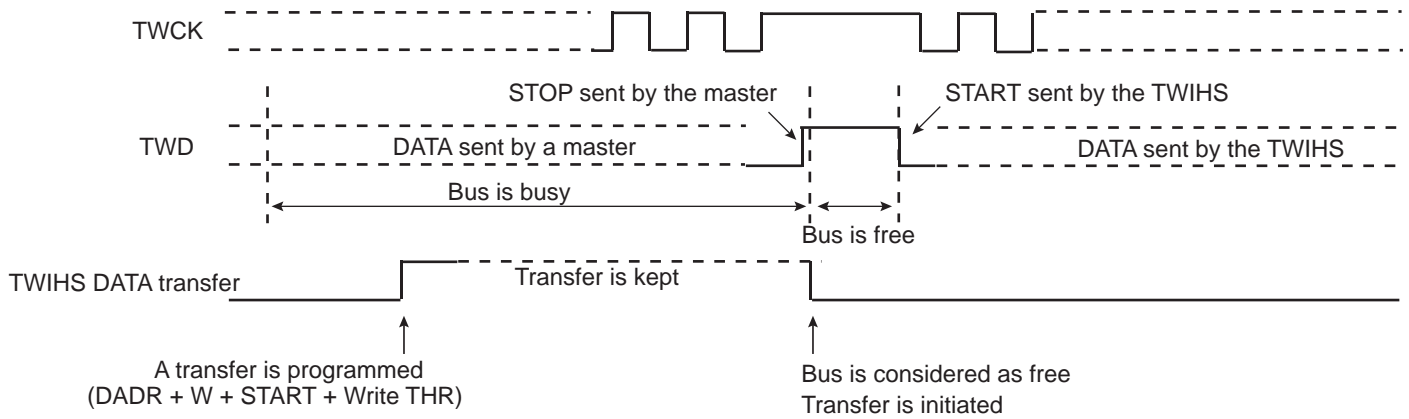 TWCK
STOP sent by the master
START sent by the TWIHS
TWD
DATA sent by a master
DATA sent by the TWIHS
Bus is busy
Bus is free
TWIHS DATA transfer
Transfer is kept
A transfer is programmed
(DADR + W + START + Write THR)
Bus is considered as free
Transfer is initiated